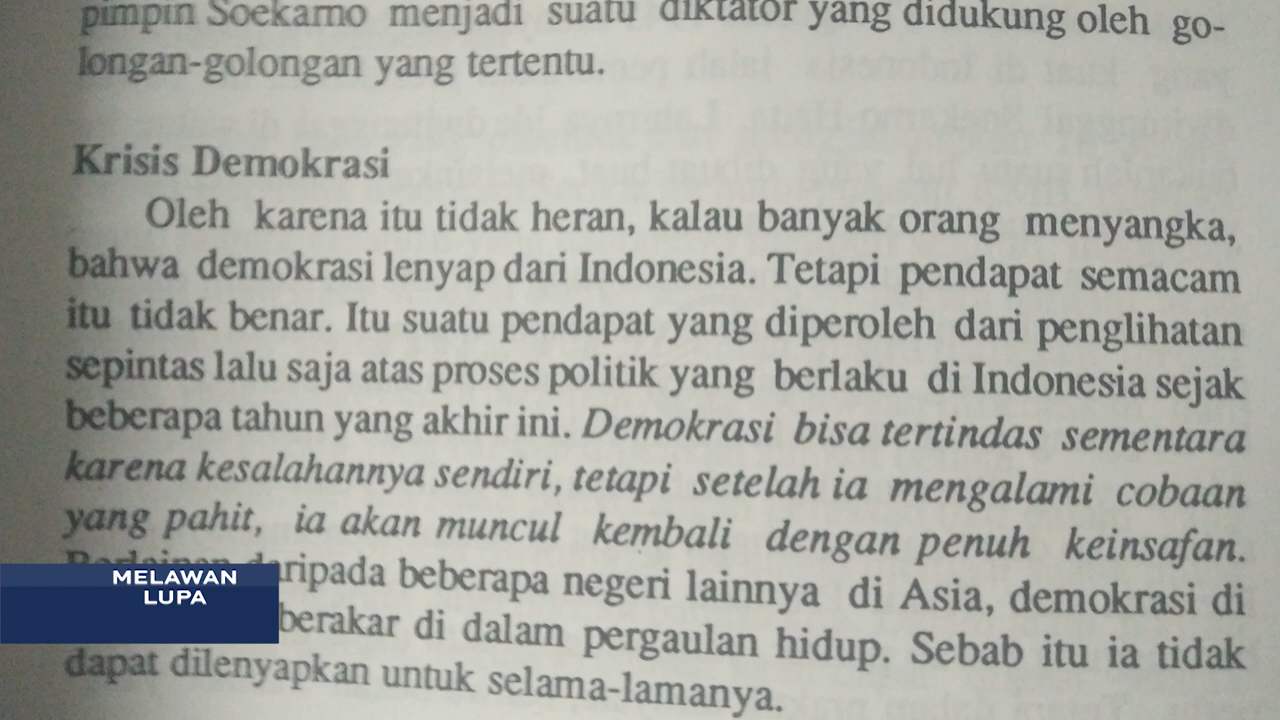 pimpin Soekarno menjadi suatu diktator yang didukung oleh go-
longan-golongan yang tertentu.
Krisis Demokrasi
Oleh karena itu tidak heran, kalau banyak orang menyangka,
bahwa demokrasi lenyap dari Indonesia. Tetapi pendapat semacam
itu tidak benar. Itu suatu pendapat yang diperoleh dari penglihatan
sepintas lalu saja atas proses politik yang berlaku di Indonesia sejak
beberapa tahun yang akhir ini. Demokrasi bisa tertindas sementara
karena kesalahannya sendiri, tetapi setelah ia mengalami cobaan
yang pahit, ia akan muncul kembali dengan penuh keinsafan.
beberapa negeri lainnya di Asia, demokrasi di
berakar di dalam pergaulan hidup. Sebab itu ia tidak
dapat dilenyapkan untuk selama-lamanya.
MELAWAN
LUPA